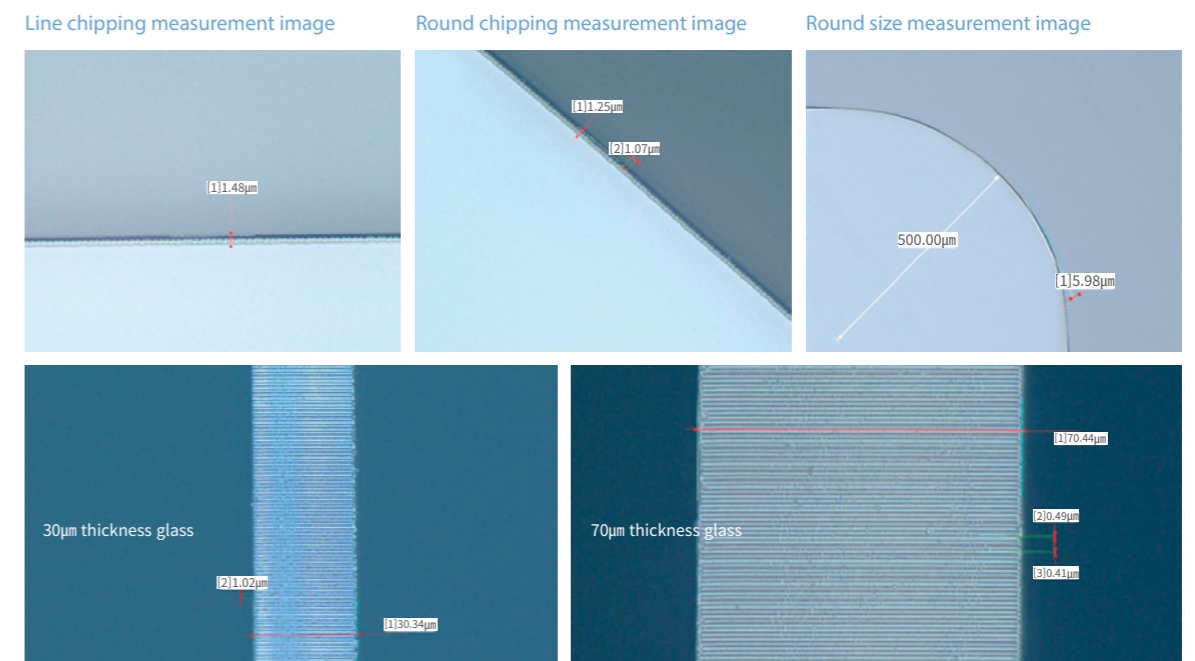 Line chipping measurement image
Round chipping measurement image
Round size measurement image
[1]1.48μm
[1]1.25μm
[2]1.07μm
500.00μm
[1]5.98μm
30μm thickness glass
[2]1.02μm
[1]30.34μm
70μm thickness glass
[1]70.44μm
[2]0.49μm
[3]0.41μm